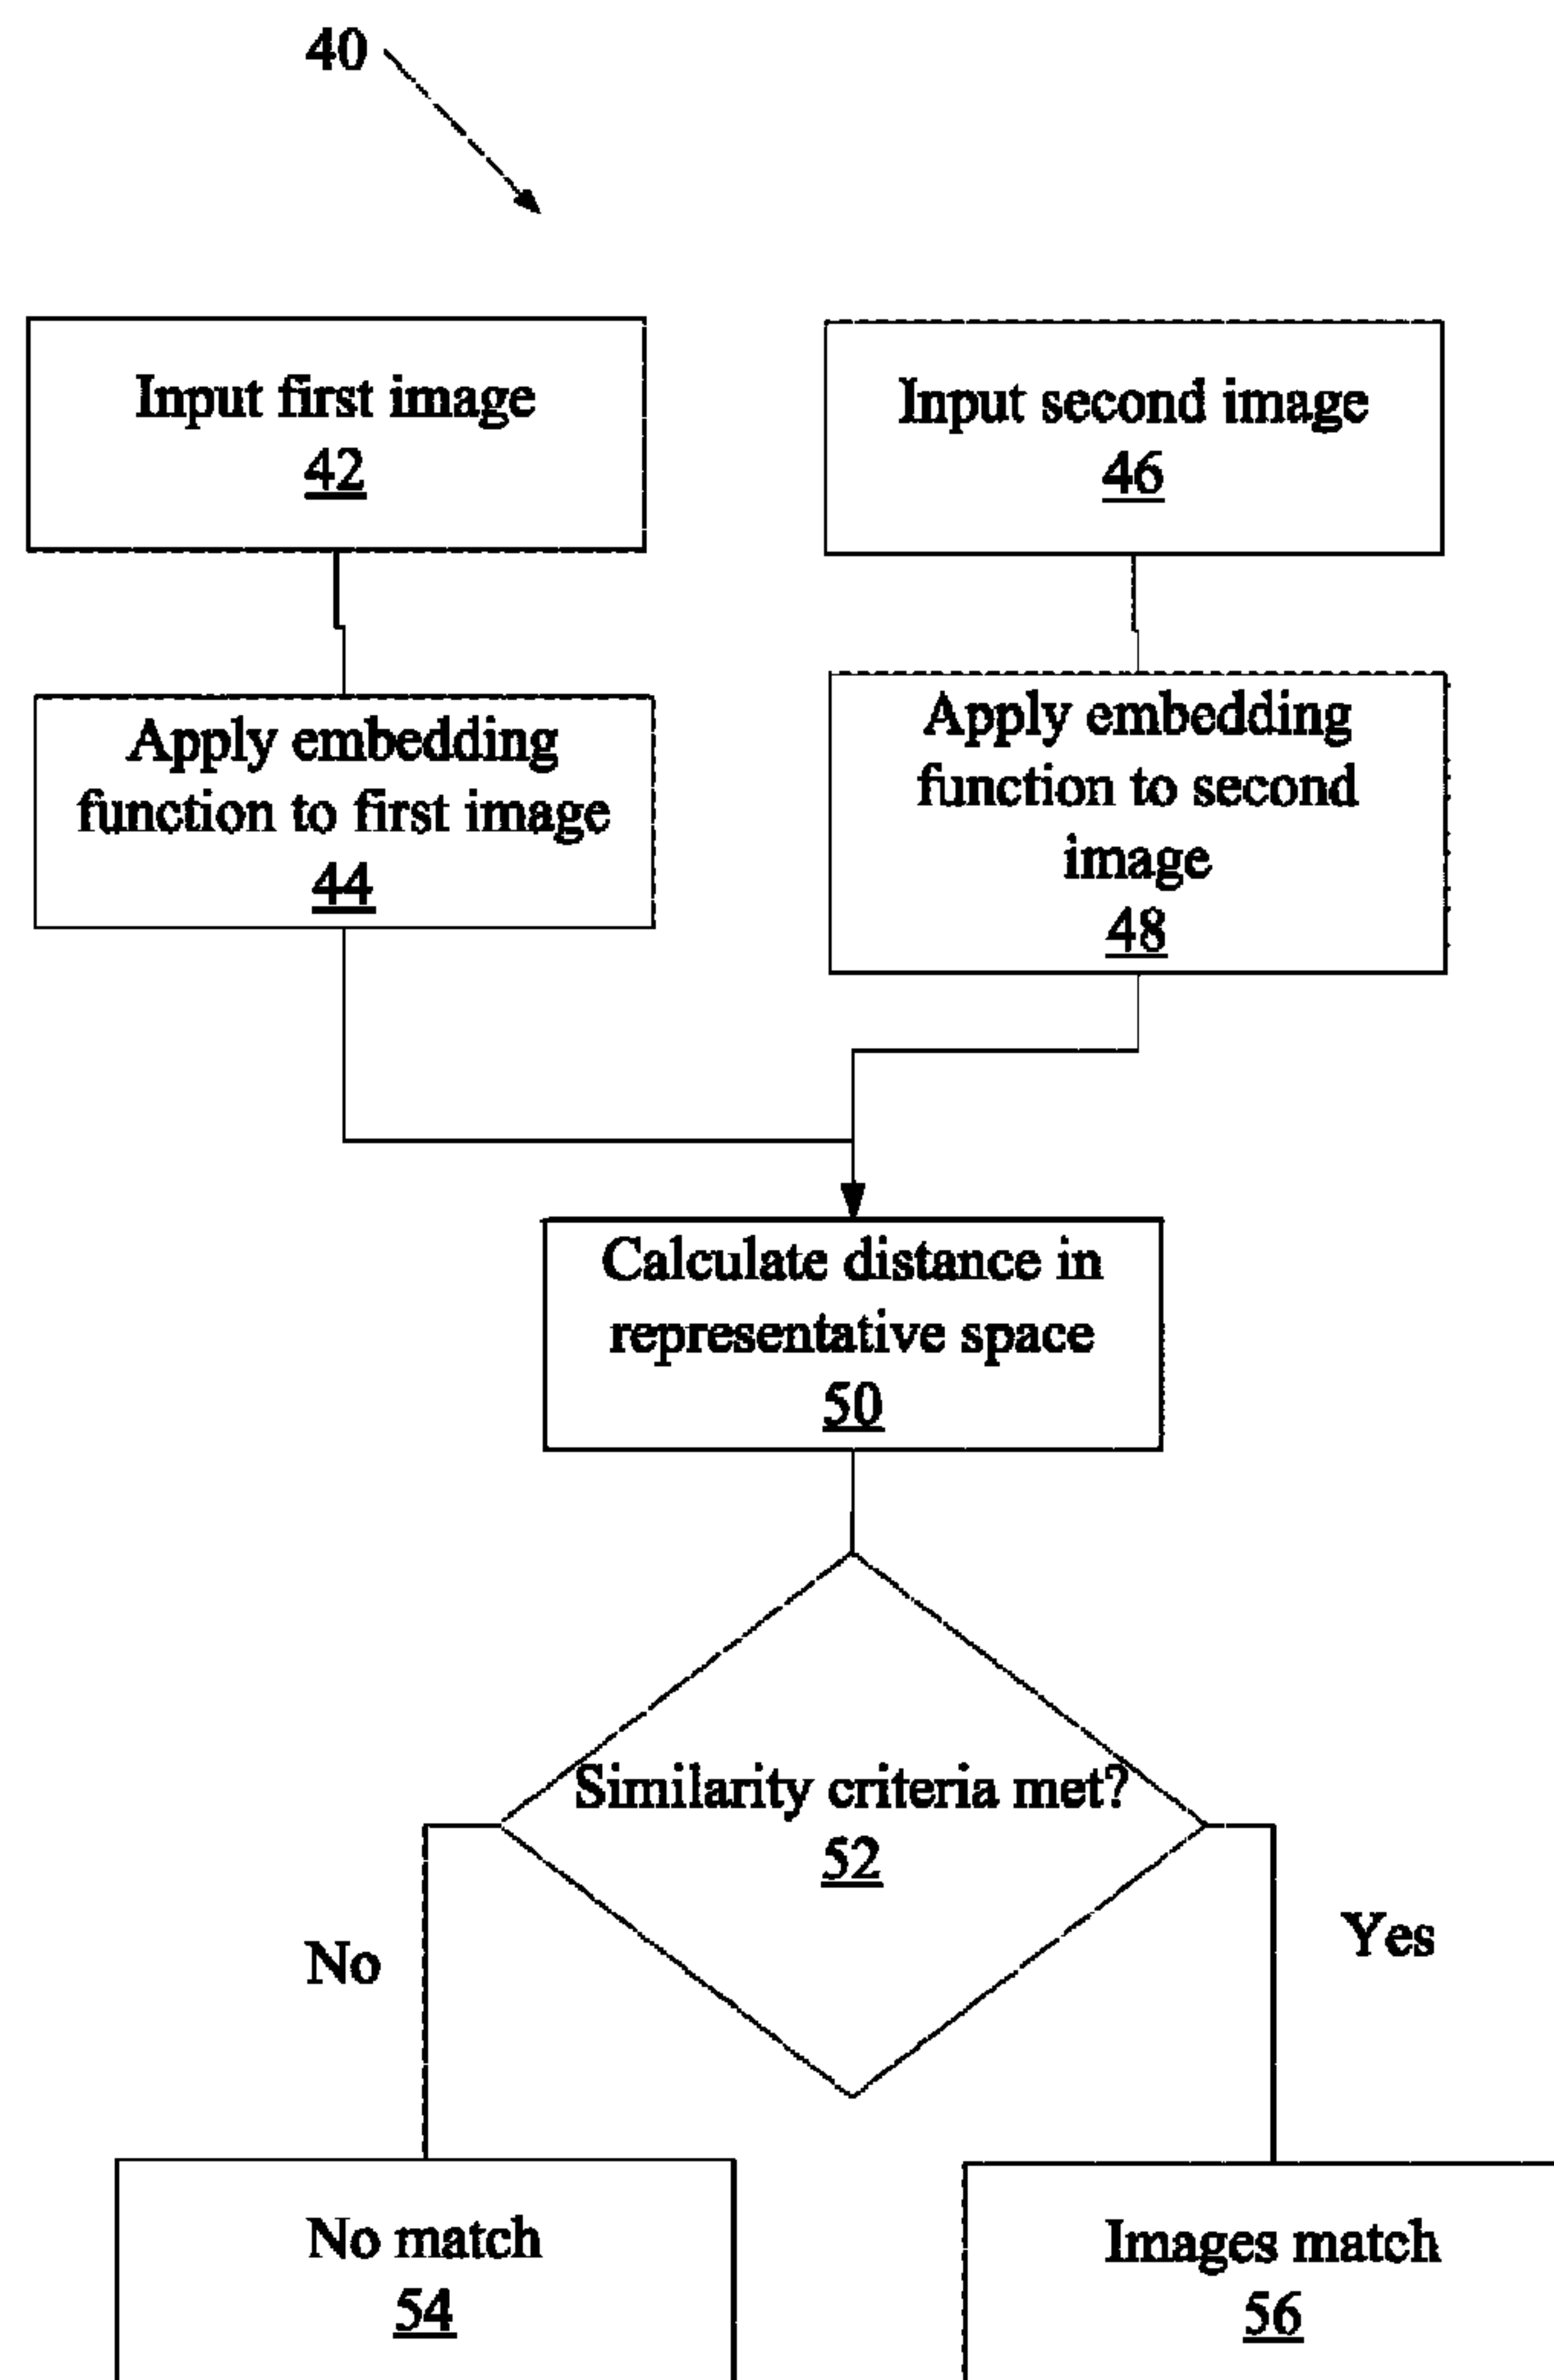 40
Input first image
42
Input second image
46
Apply embedding
function to first image
44
Apply embedding
function to second
image
48
Calculate distance in
representative space
50
Similarity criteria met?
52
No
Yes
No match
54
Images match
56